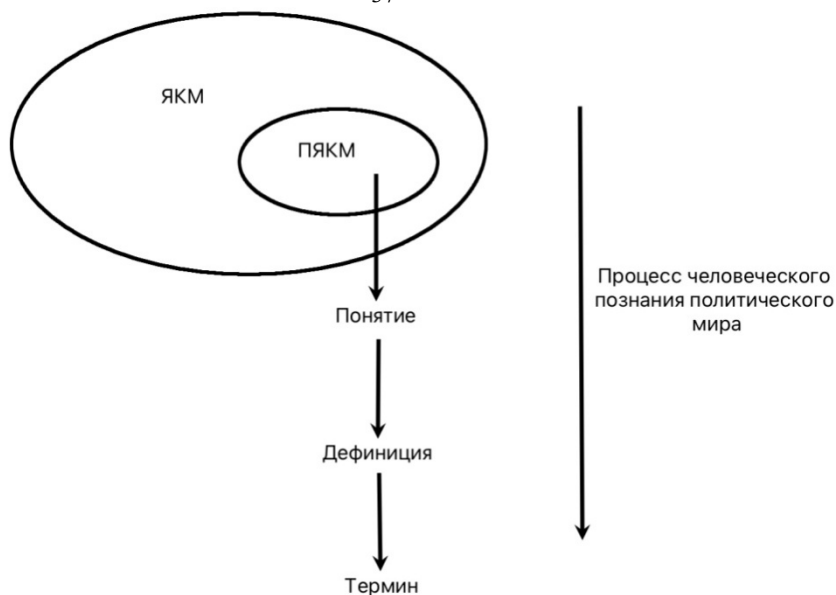 ЯКМ
ПЯКМ
Процесс человеческого
познания политического
мира
Понятие
Дефиниция
Термин